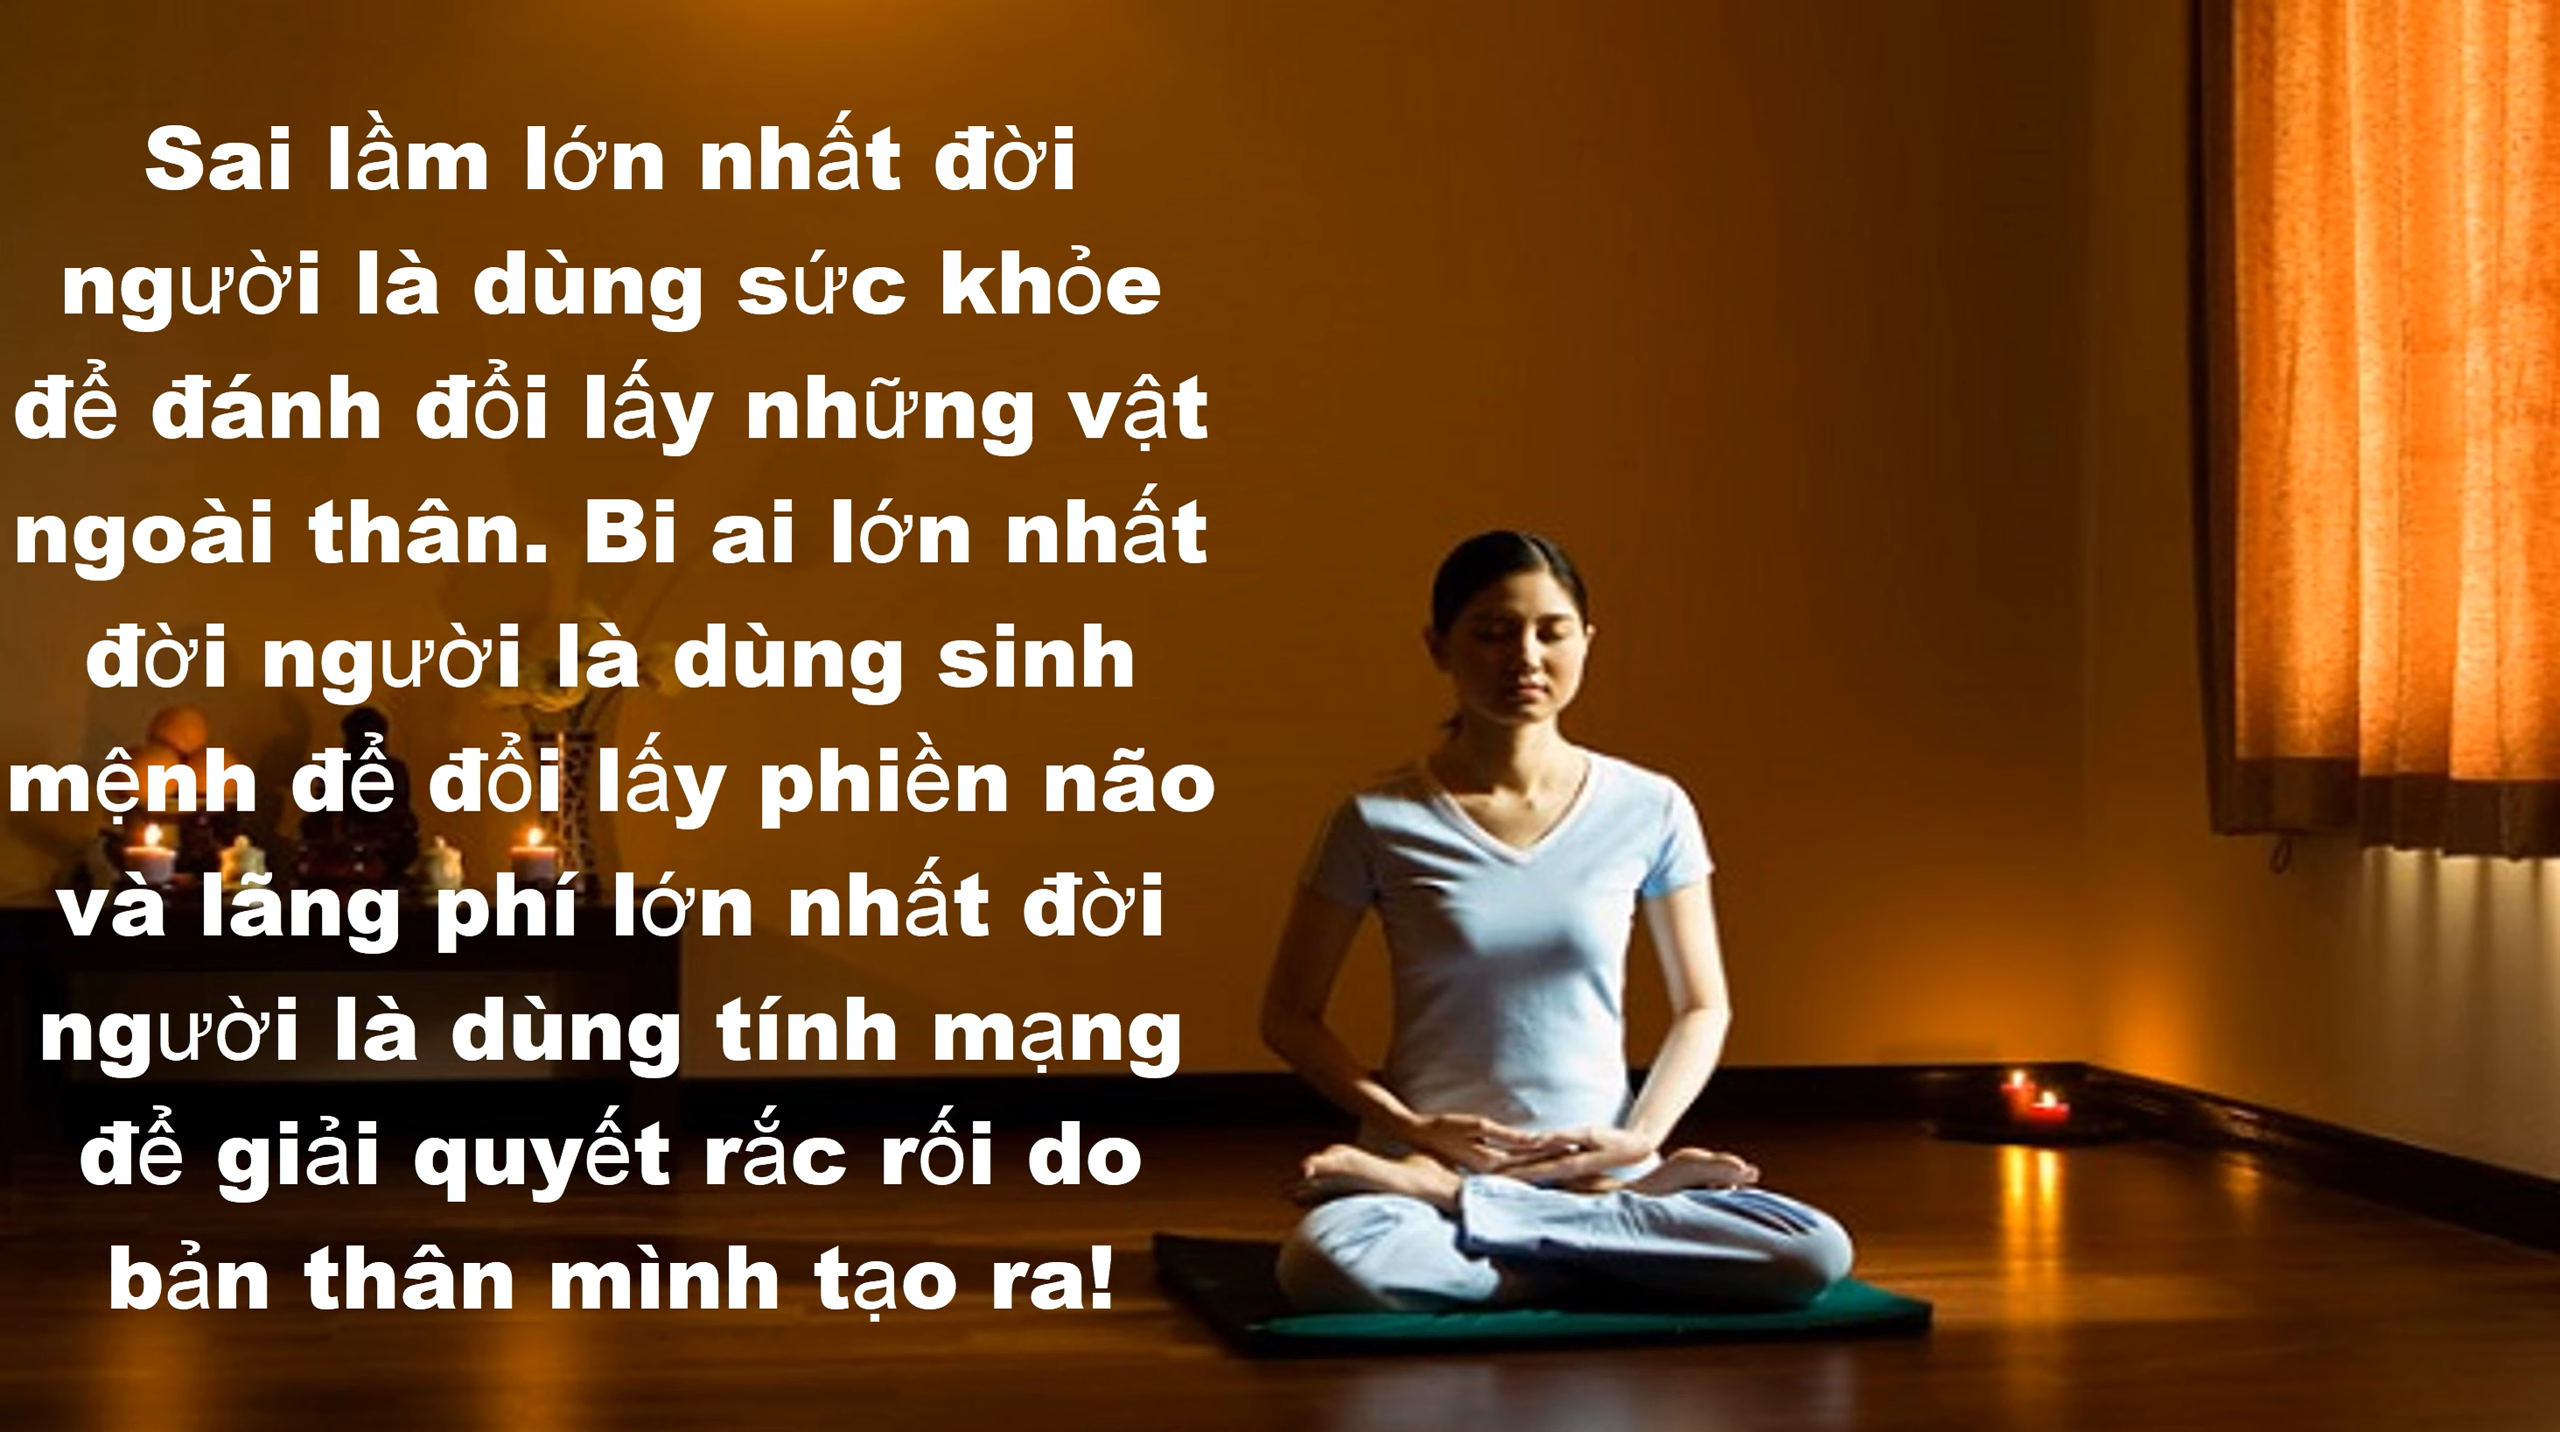 Sai lầm lớn nhất đời
người là dùng sức khỏe
để đánh đổi lấy những vật
ngoài thân. Bi ai lớn nhất
đời người là dùng sinh
mệnh để đổi lấy phiền não
và lãng phí lớn nhất đời
người là dùng tính mạng
để giải quyết rắc rối do
bản thân mình tạo ra!